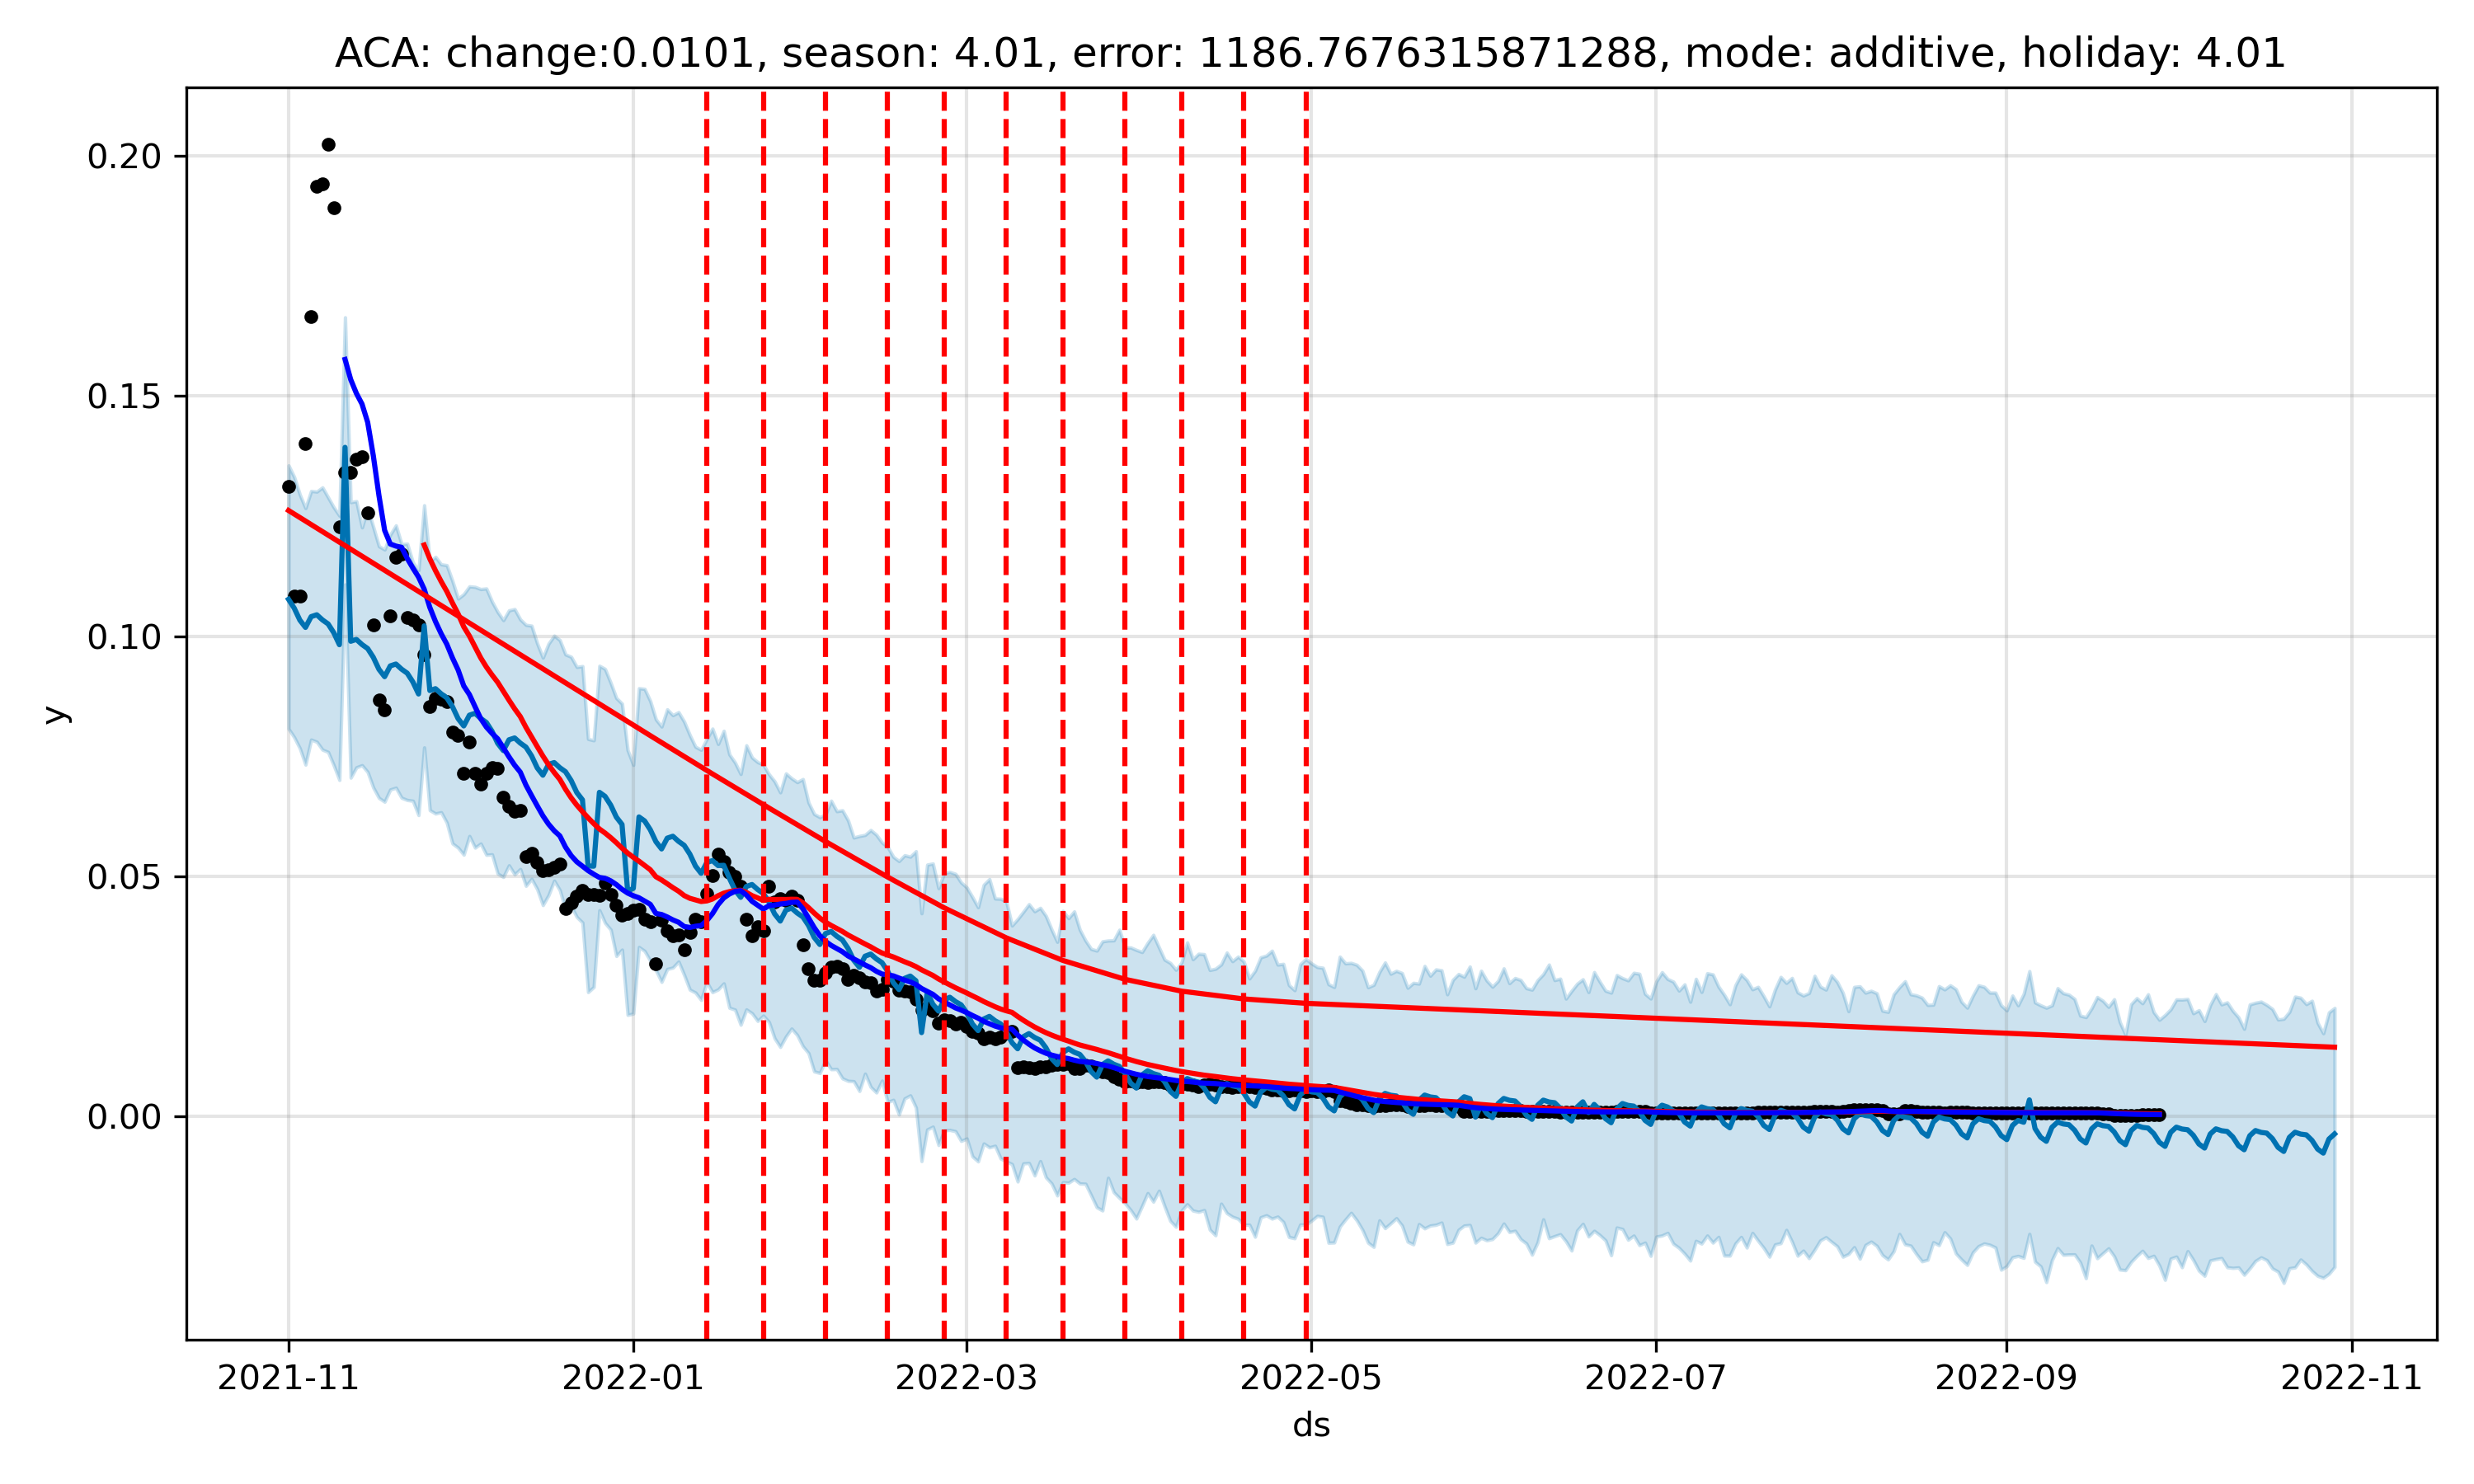 ACA: change:0.0101, season: 4.01, error: 1186.7676315871288, mode: additive, holiday: 4.01
0.20
0.15
0.10
0.05
0.00
y
2021-11 2022-01 2022-03 2022-05 2022-07 2022-09 2022-11
ds